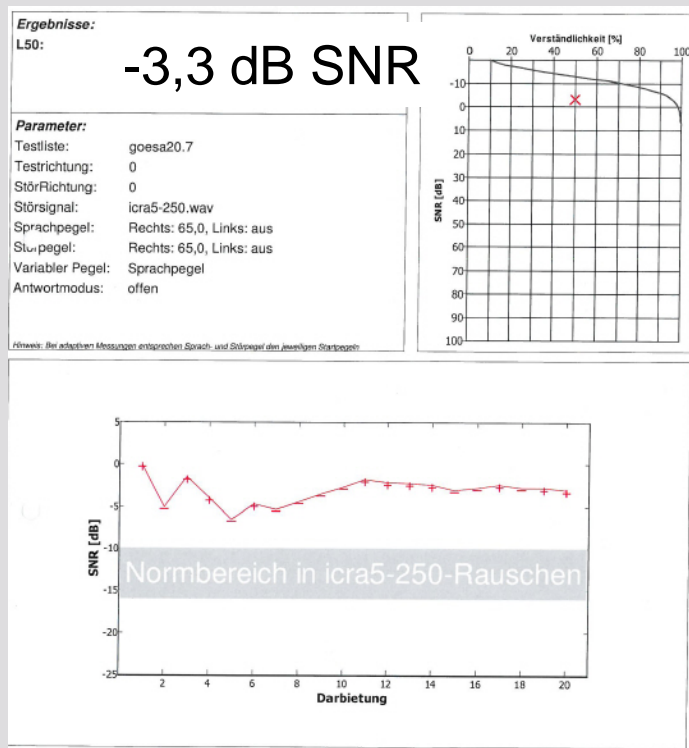 Ergebnisse:
L50:
-3,3 dB SNR
Parameter:
Testliste: goesa20.7
Testrichtung: 0
StörRichtung: 0
Störsignal: icra5-250.wav
Sprachpegel: Rechts: 65,0, Links: aus
Störpegel: Rechts: 65,0, Links: aus
Variabler Pegel: Sprachpegel
Antwortmodus: offen
Hinweis: Bei adaptiven Messungen entsprechen Sprach- und Störpegel den jeweiligen Startpegeln
Verständlichkeit [%]
0 20 40 60 80 100
-10
0
10
20
30
40
50
60
70
80
90
100
SNR [dB]
5
0
-5
-10
-15
-20
-25
SNR [dB]
Normbereich in icra5-250-Rauschen
2 4 6 8 10 12 14 16 18 20
Darbietung